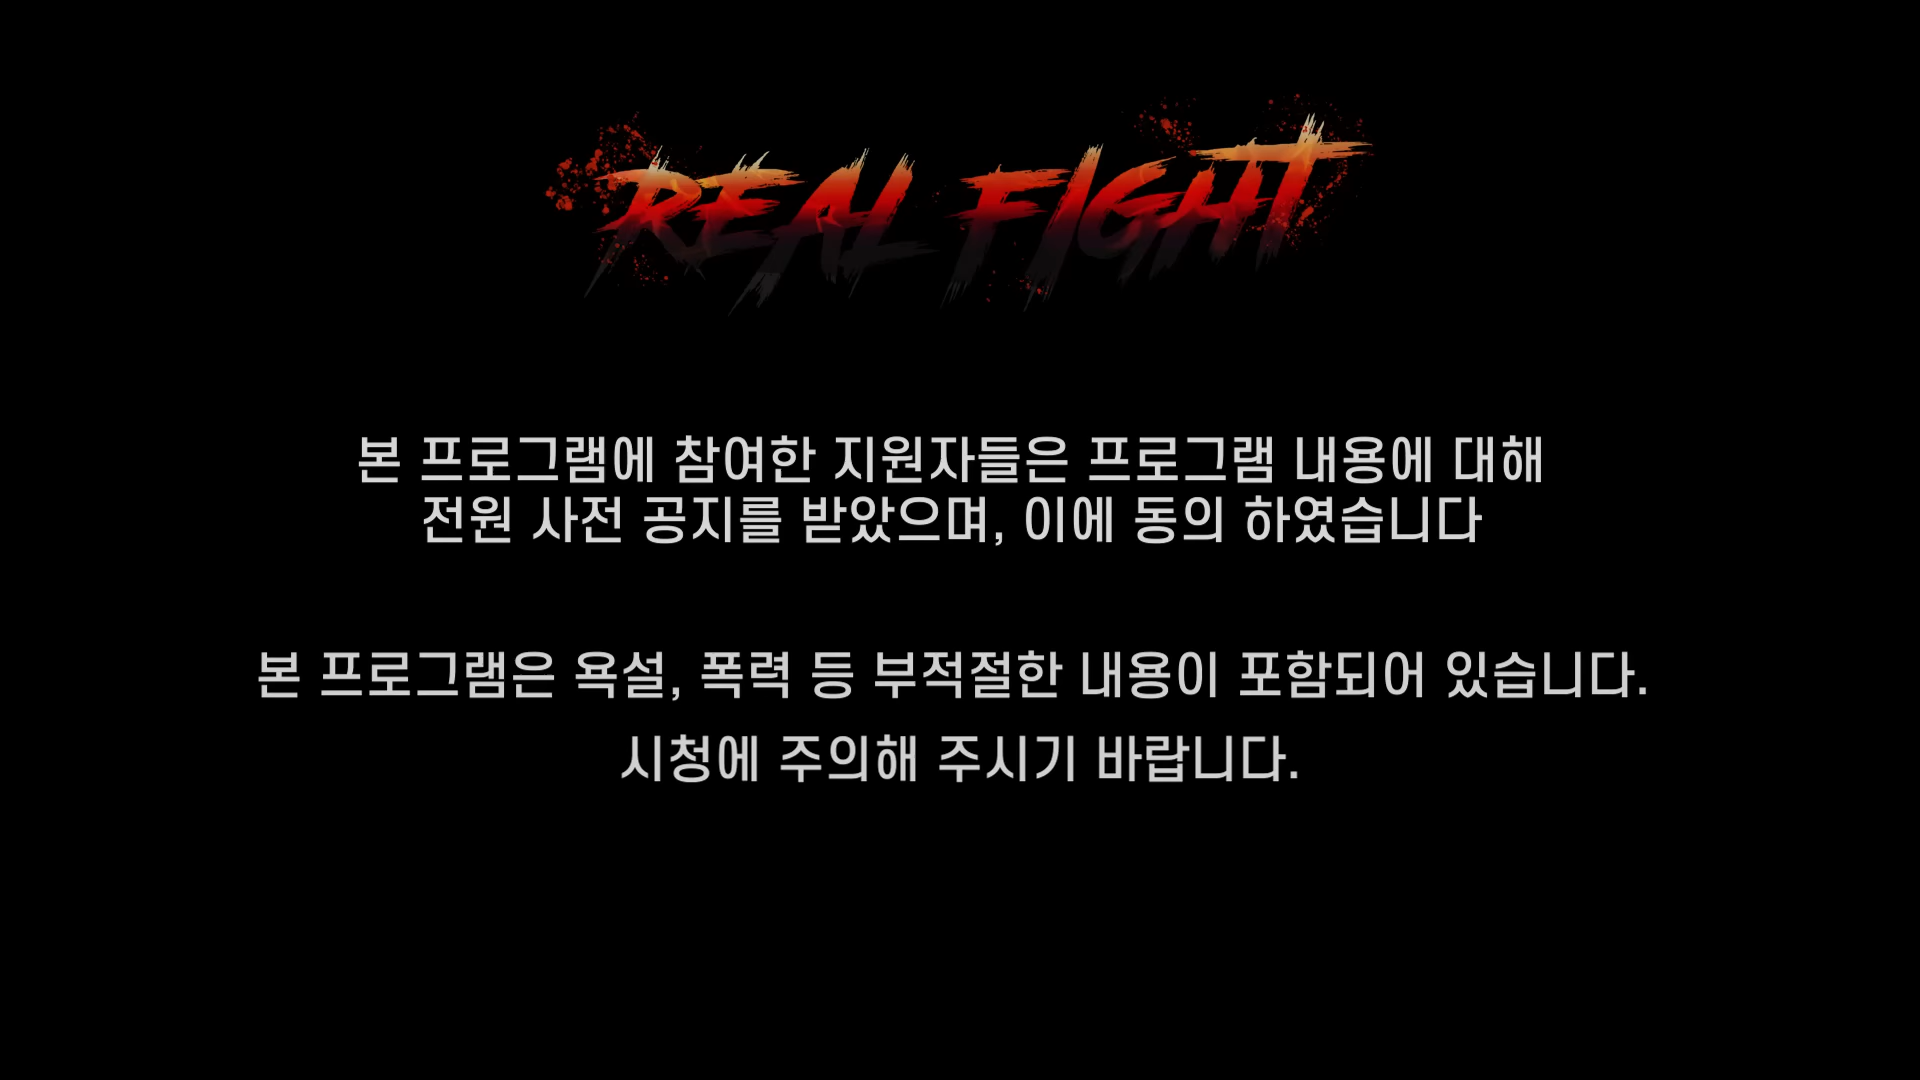 REAL FIGHT
본 프로그램에 참여한 지원자들은 프로그램 내용에 대해
전원 사전 공지를 받았으며, 이에 동의 하였습니다
본 프로그램은 욕설, 폭력 등 부적절한 내용이 포함되어 있습니다.
시청에 주의해 주시기 바랍니다.